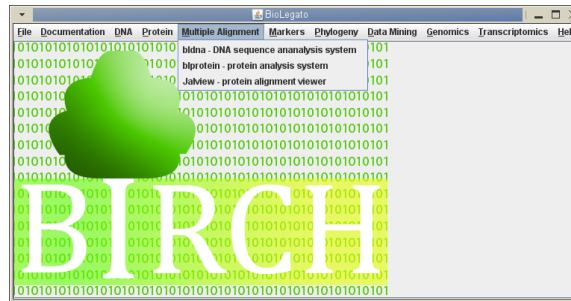 BioLegato
File Documentation DNA Protein Multiple Alignment Markers Phylogeny Data Mining Genomics Transcriptomics Hel
bldna - DNA sequence ananalysis system
blprotein - protein analysis system
Jalview - protein alignment viewer
BIRCH